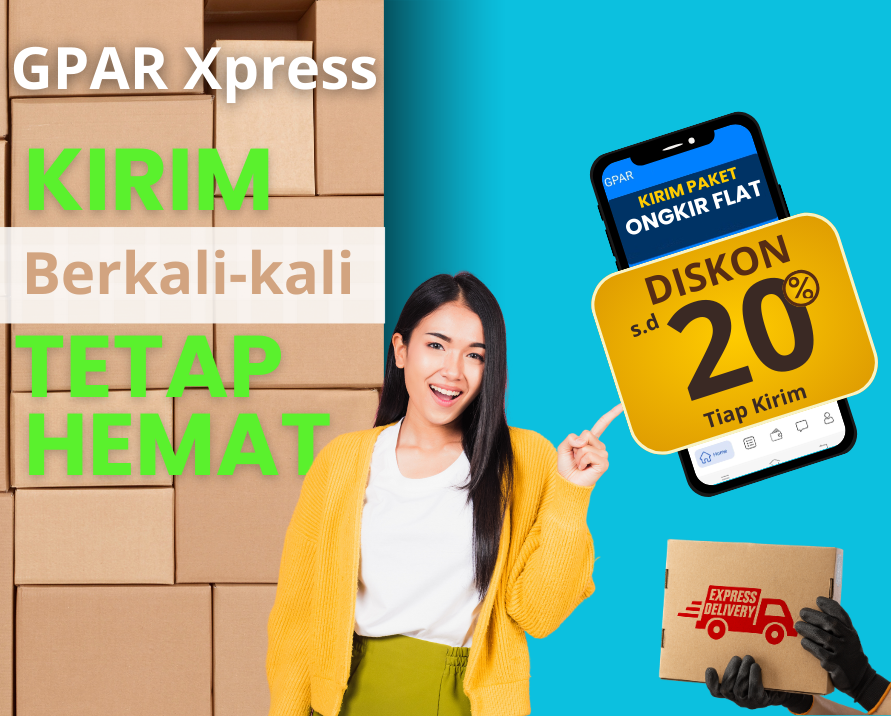 GPAR Xpress
KIRIM
Berkali-kali
TETAP
HEMAT
GPAR
KIRIM PAKET
ONGKIR FLAT
DISKON
s.d 20%
Tiap Kirim
Home
EXPRESS
DELIVERY